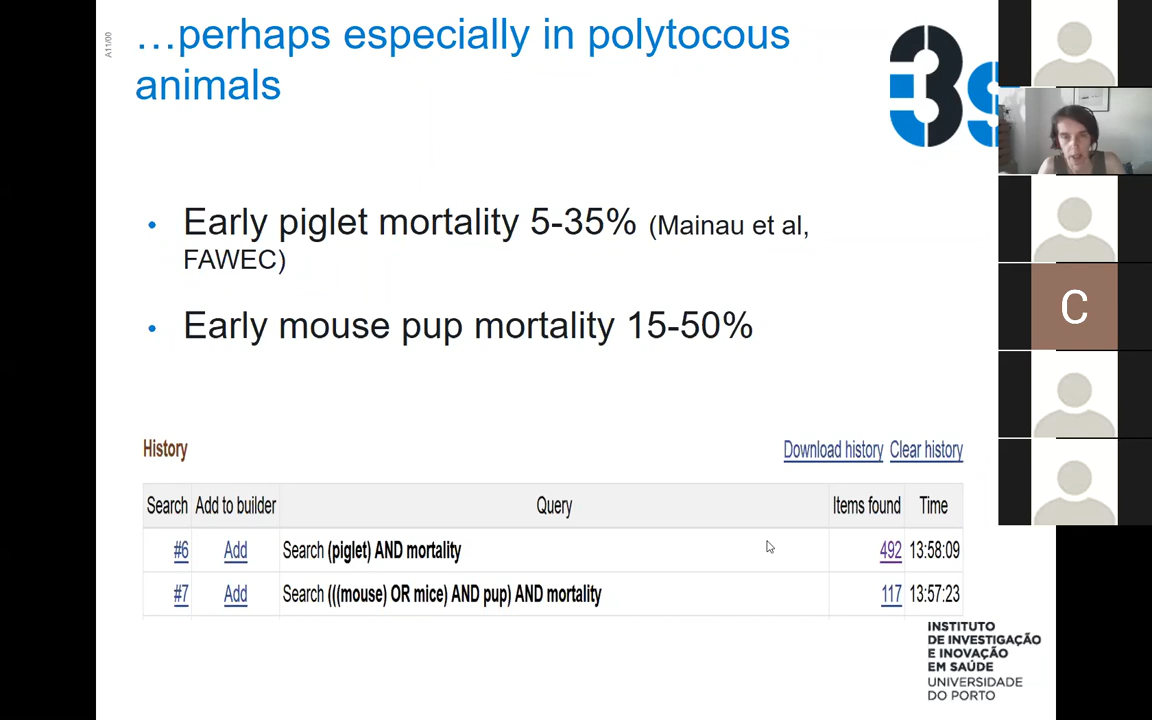 …perhaps especially in polytocous
animals
A11/00
3s
Early piglet mortality 5-35% (Mainau et al,
FAWEC)
Early mouse pup mortality 15-50%
C
History
Download history Clear history
Search Add to builder Query Items found Time
#6 Add Search (piglet) AND mortality 492 13:58:09
#7 Add Search (((mouse) OR mice) AND pup) AND mortality 117 13:57:23
INSTITUTO
DE INVESTIGAÇÃO
E INOVAÇÃO
EM SAÚDE
UNIVERSIDADE
DO PORTO